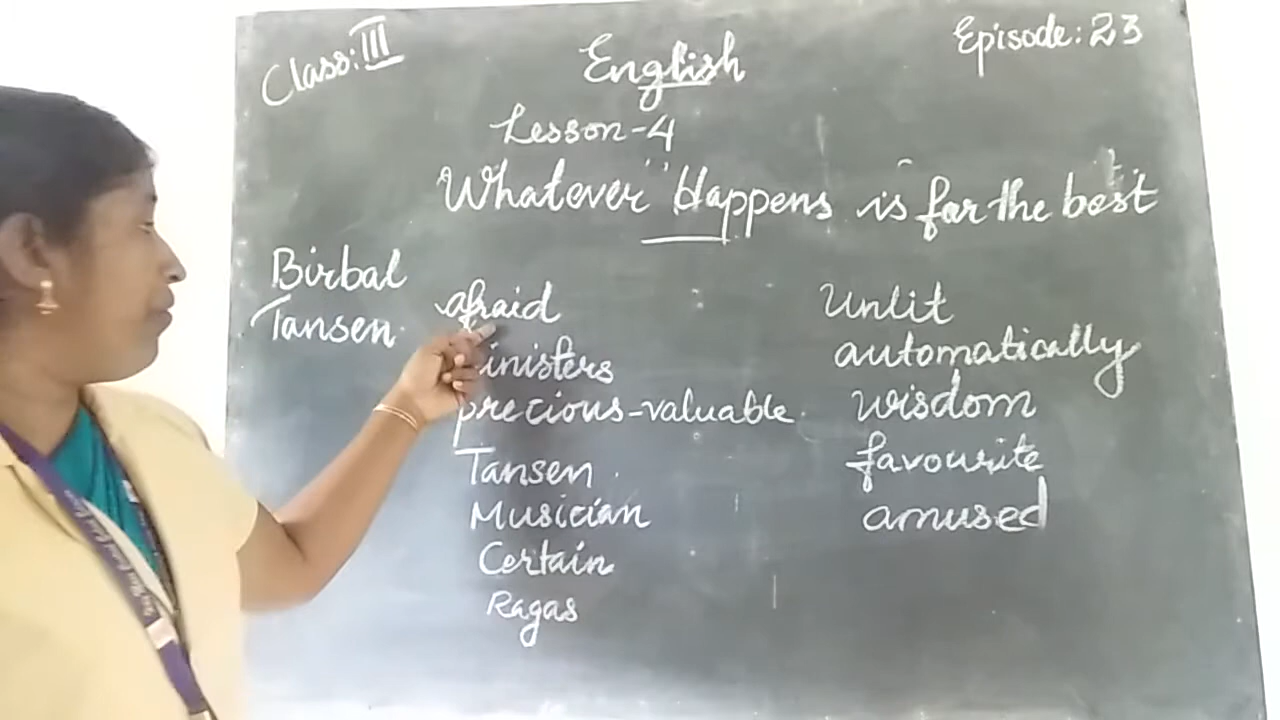 Class: III
English
Episode: 23
Lesson-4
"Whatever" Happens is for the best
Birbal
Tansen
afraid
inisters
precious-valuable
Tansen
Musician
Certain
Ragas
Unlit
automatically
wisdom
favourite
amused